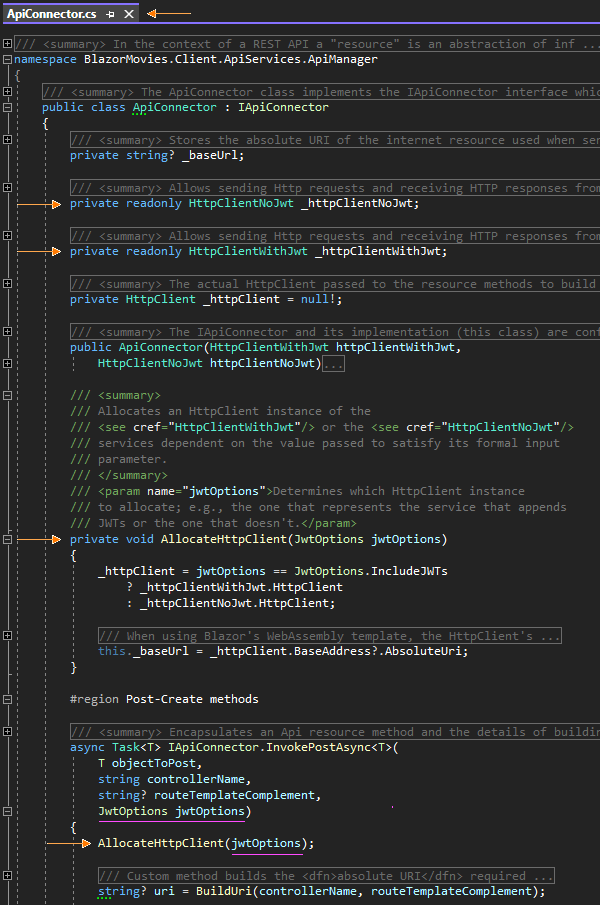 ApiConnector.cs
/// <summary> In the context of a REST API a "resource" is an abstraction of inf ...
namespace BlazorMovies.Client.ApiServices.ApiManager
{
/// <summary> The ApiConnector class implements the IApiConnector interface whic
public class ApiConnector : IApiConnector
{
/// <summary> Stores the absolute URI of the internet resource used when sen
private string? _baseUrl;
/// <summary> Allows sending Http requests and receiving HTTP responses from
private readonly HttpClientNoJwt _httpClientNoJwt;
/// <summary> Allows sending Http requests and receiving HTTP responses from
private readonly HttpClientWithJwt _httpClientWithJwt;
/// <summary> The actual HttpClient passed to the resource methods to build
private HttpClient _httpClient = null!;
/// <summary> The IApiConnector and its implementation (this class) are con
public ApiConnector(HttpClientWithJwt httpClientWithJwt,
HttpClientNoJwt httpClientNoJwt)...
/// <summary>
/// Allocates an HttpClient instance of the
/// <see cref="HttpClientWithJwt"/> or the <see cref="HttpClientNoJwt"/>
/// services dependent on the value passed to satisfy its formal input
/// parameter.
/// </summary>
/// <param name="jwtOptions">Determines which HttpClient instance
/// to allocate; e.g., the one that represents the service that appends
/// JWTs or the one that doesn't.</param>
private void AllocateHttpClient(JwtOptions jwtOptions)
{
_httpClient = jwtOptions == JwtOptions.IncludeJWTs
? _httpClientWithJwt.HttpClient
: _httpClientNoJwt.HttpClient;
/// When using Blazor's WebAssembly template, the HttpClient's ...
this._baseUrl = _httpClient.BaseAddress?.AbsoluteUri;
}
#region Post-Create methods
/// <summary> Encapsulates an Api resource method and the details of buildin
async Task<T> IApiConnector.InvokePostAsync<T>(
T objectToPost,
string controllerName,
string? routeTemplateComplement,
JwtOptions jwtOptions)
{
AllocateHttpClient(jwtOptions);
/// Custom method builds the <dfn>absolute URI</dfn> required ...
string? uri = BuildUri(controllerName, routeTemplateComplement);